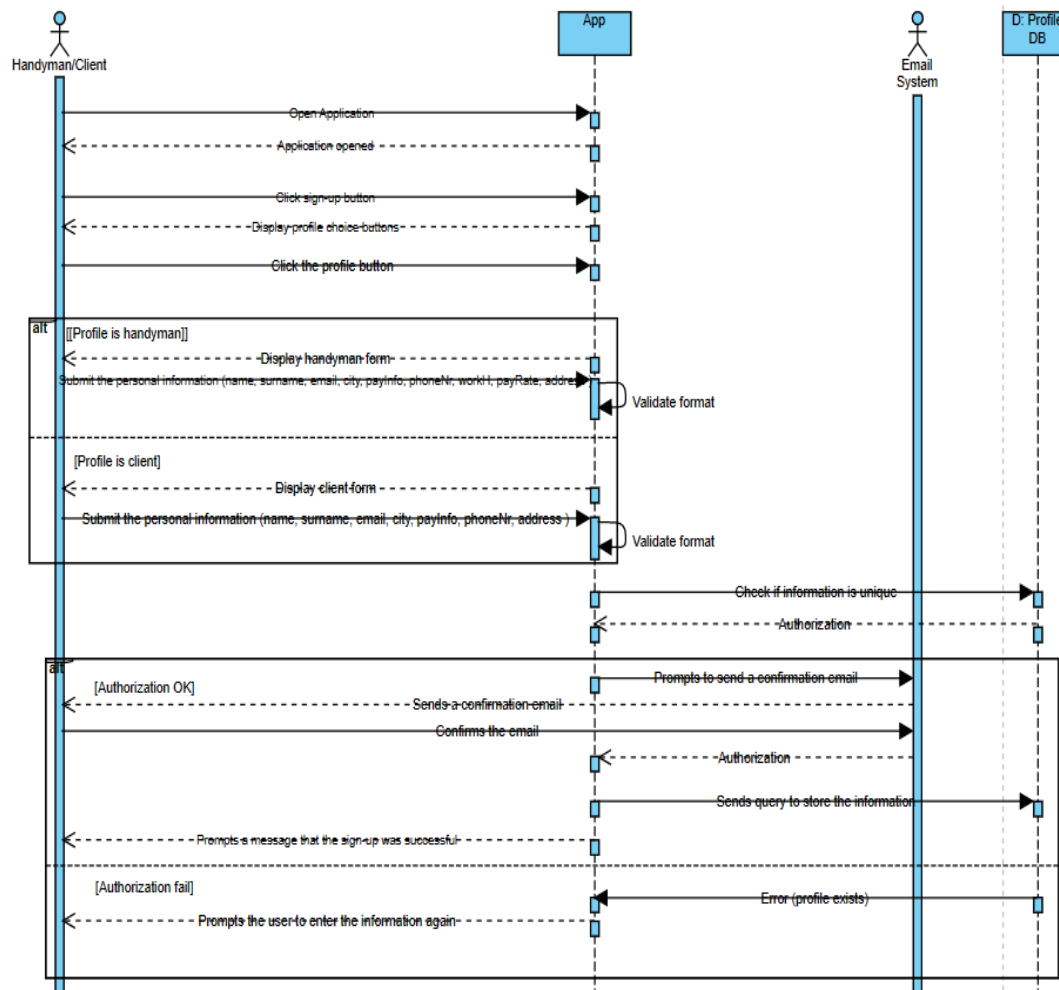 Handyman/Client
App
Email
System
D: Profile
DB
Open Application
Application opened
Click sign-up button
Display profile choice buttons
Click the profile button
alt
[[Profile is handyman]]
Display handyman form
Submit the personal information (name, surname, email, city, payInfo, phoneNr, workH, payRate, address )
Validate format
[Profile is client]
Display client form
Submit the personal information (name, surname, email, city, payInfo, phoneNr, address )
Validate format
Check if information is unique
Authorization
alt
[Authorization OK]
Prompts to send a confirmation email
Sends a confirmation email
Confirms the email
Authorization
Sends query to store the information
Prompts a message that the sign-up was successful
[Authorization fail]
Error (profile exists)
Prompts the user to enter the information again